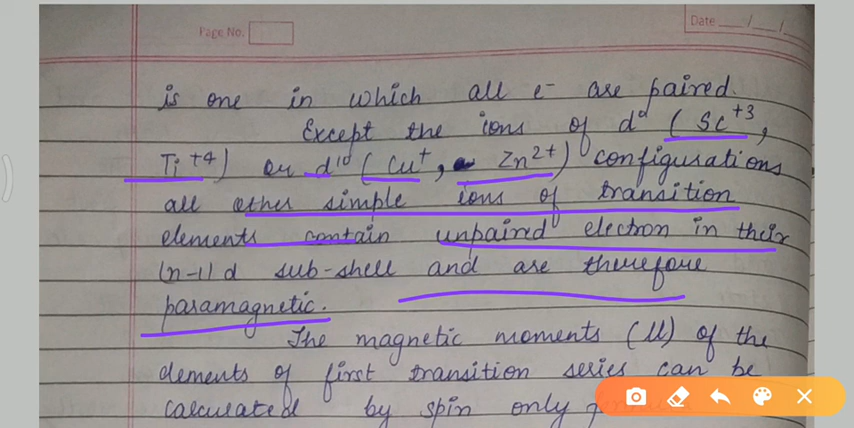 Page No.
Date
is one in which all e- are paired.
Except the ions of d⁰ (Sc⁺³,
Ti⁺⁴) or d¹⁰ (Cu⁺, Zn²⁺) configurations
all other simple ions of transition
elements contain unpaired electron in their
(n-1) d sub-shell and are therefore
paramagnetic.
The magnetic moments (μ) of the
elements of first transition series can be
calculated by spin only